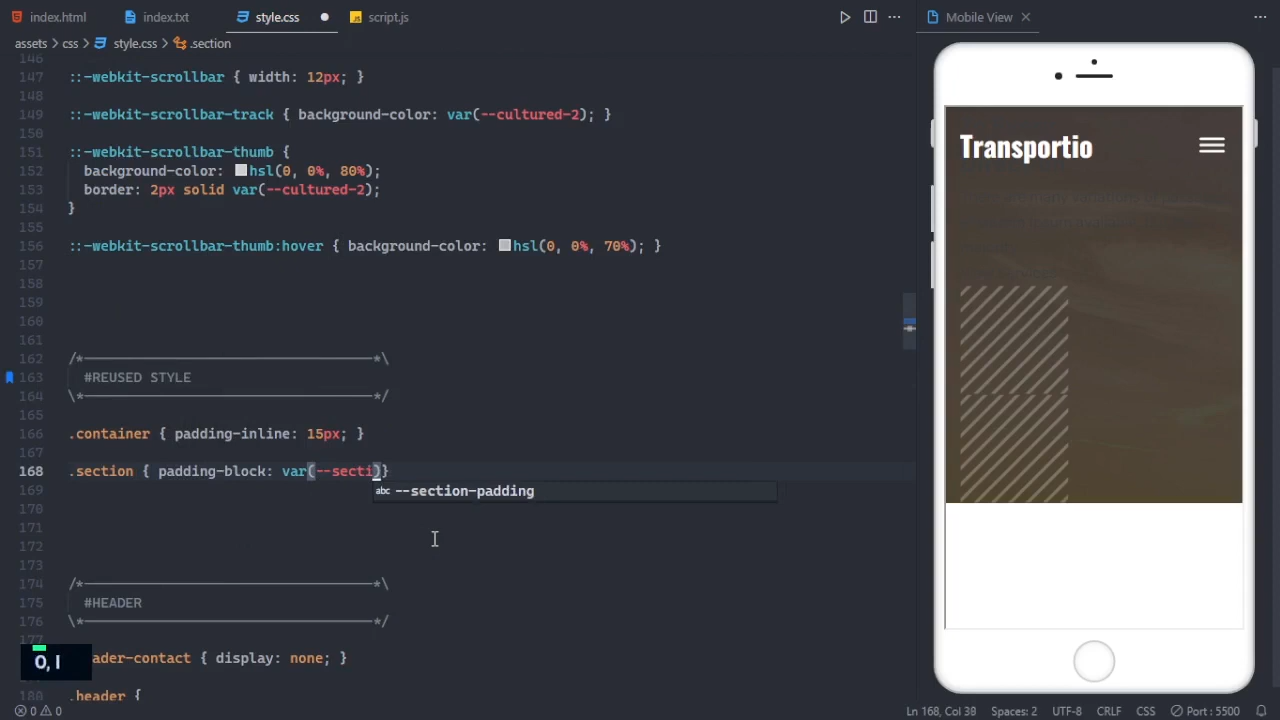 index.html
index.txt
style.css
script.js
Mobile View
assets > css > style.css > .section
146
147 ::-webkit-scrollbar { width: 12px; }
148
149 ::-webkit-scrollbar-track { background-color: var(--cultured-2); }
150
151 ::-webkit-scrollbar-thumb {
152 background-color: hsl(0, 0%, 80%);
153 border: 2px solid var(--cultured-2);
154 }
155
156 ::-webkit-scrollbar-thumb:hover { background-color: hsl(0, 0%, 70%); }
157
158
159
160
161
162 /*-----------------------------------*\
163 #REUSED STYLE
164 \*-----------------------------------*/
165
166 .container { padding-inline: 15px; }
167
168 .section { padding-block: var(--secti)}
abc --section-padding
169
170
171
172
173
174 /*-----------------------------------*\
175 #HEADER
176 \*-----------------------------------*/
177
ader-contact { display: none; }
180 .header {
O, I
Transportio
0 0
Ln 168, Col 38
Spaces: 2
UTF-8
CRLF
CSS
Port : 5500